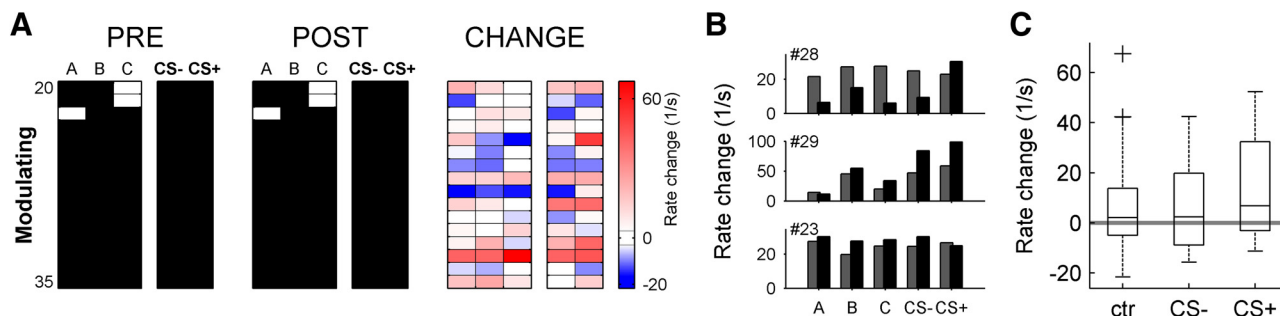 A
PRE POST CHANGE
A B C CS- CS+ A B C CS- CS+
20
35
Modulating
60
0
-20
Rate change (1/s)
B
#28
20
0
#29
100
50
0
#23
20
0
Rate change (1/s)
A B C CS- CS+
C
60
40
20
0
-20
Rate change (1/s)
ctr CS- CS+